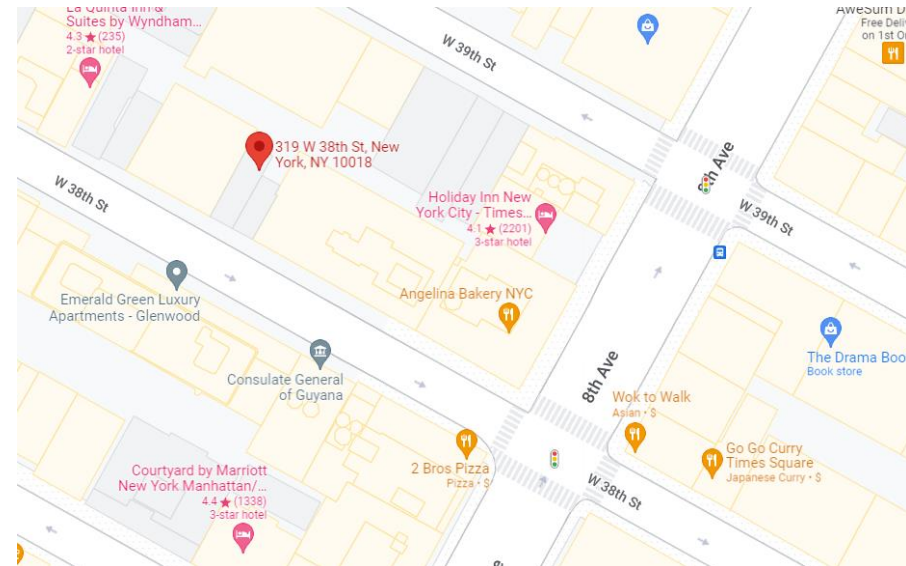 La Quinta Inn &
Suites by Wyndham...
4.3 ★ (235)
2-star hotel
W 39th St
AweSum D
Free Deli
on 1st O
319 W 38th St, New
York, NY 10018
8th Ave
W 38th St
Holiday Inn New
York City - Times...
4.1 ★ (2201)
3-star hotel
W 39th St
Emerald Green Luxury
Apartments - Glenwood
Angelina Bakery NYC
The Drama Boo
Book store
Consulate General
of Guyana
8th Ave
Wok to Walk
Asian · $
2 Bros Pizza
Pizza · $
Go Go Curry
Times Square
Japanese Curry · $
Courtyard by Marriott
New York Manhattan/...
4.4 ★ (1338)
3-star hotel
W 38th St